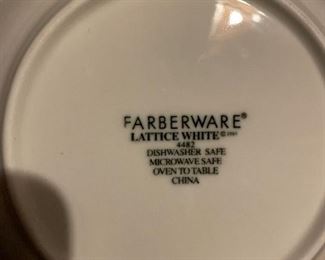 FARBERWARE®
LATTICE WHITE ©
4482
DISHWASHER SAFE
MICROWAVE SAFE
OVEN TO TABLE
CHINA